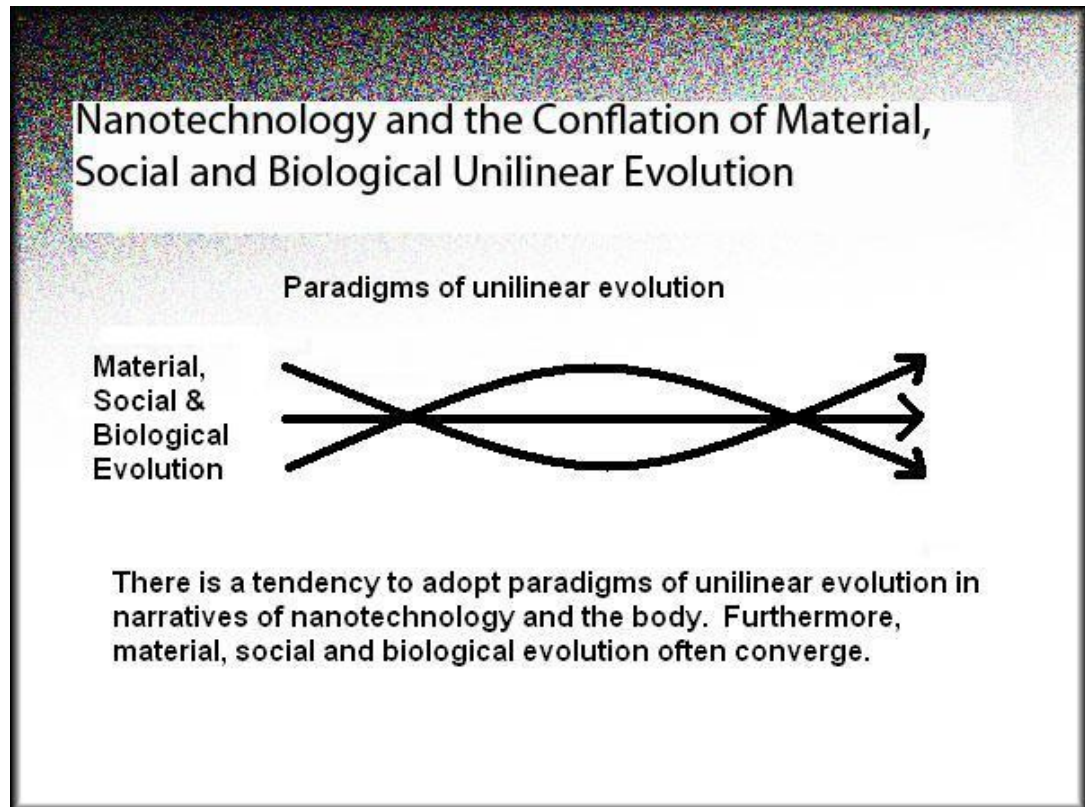 Nanotechnology and the Conflation of Material,
Social and Biological Unilinear Evolution
Paradigms of unilinear evolution
Material,
Social &
Biological
Evolution
There is a tendency to adopt paradigms of unilinear evolution in
narratives of nanotechnology and the body.  Furthermore,
material, social and biological evolution often converge.